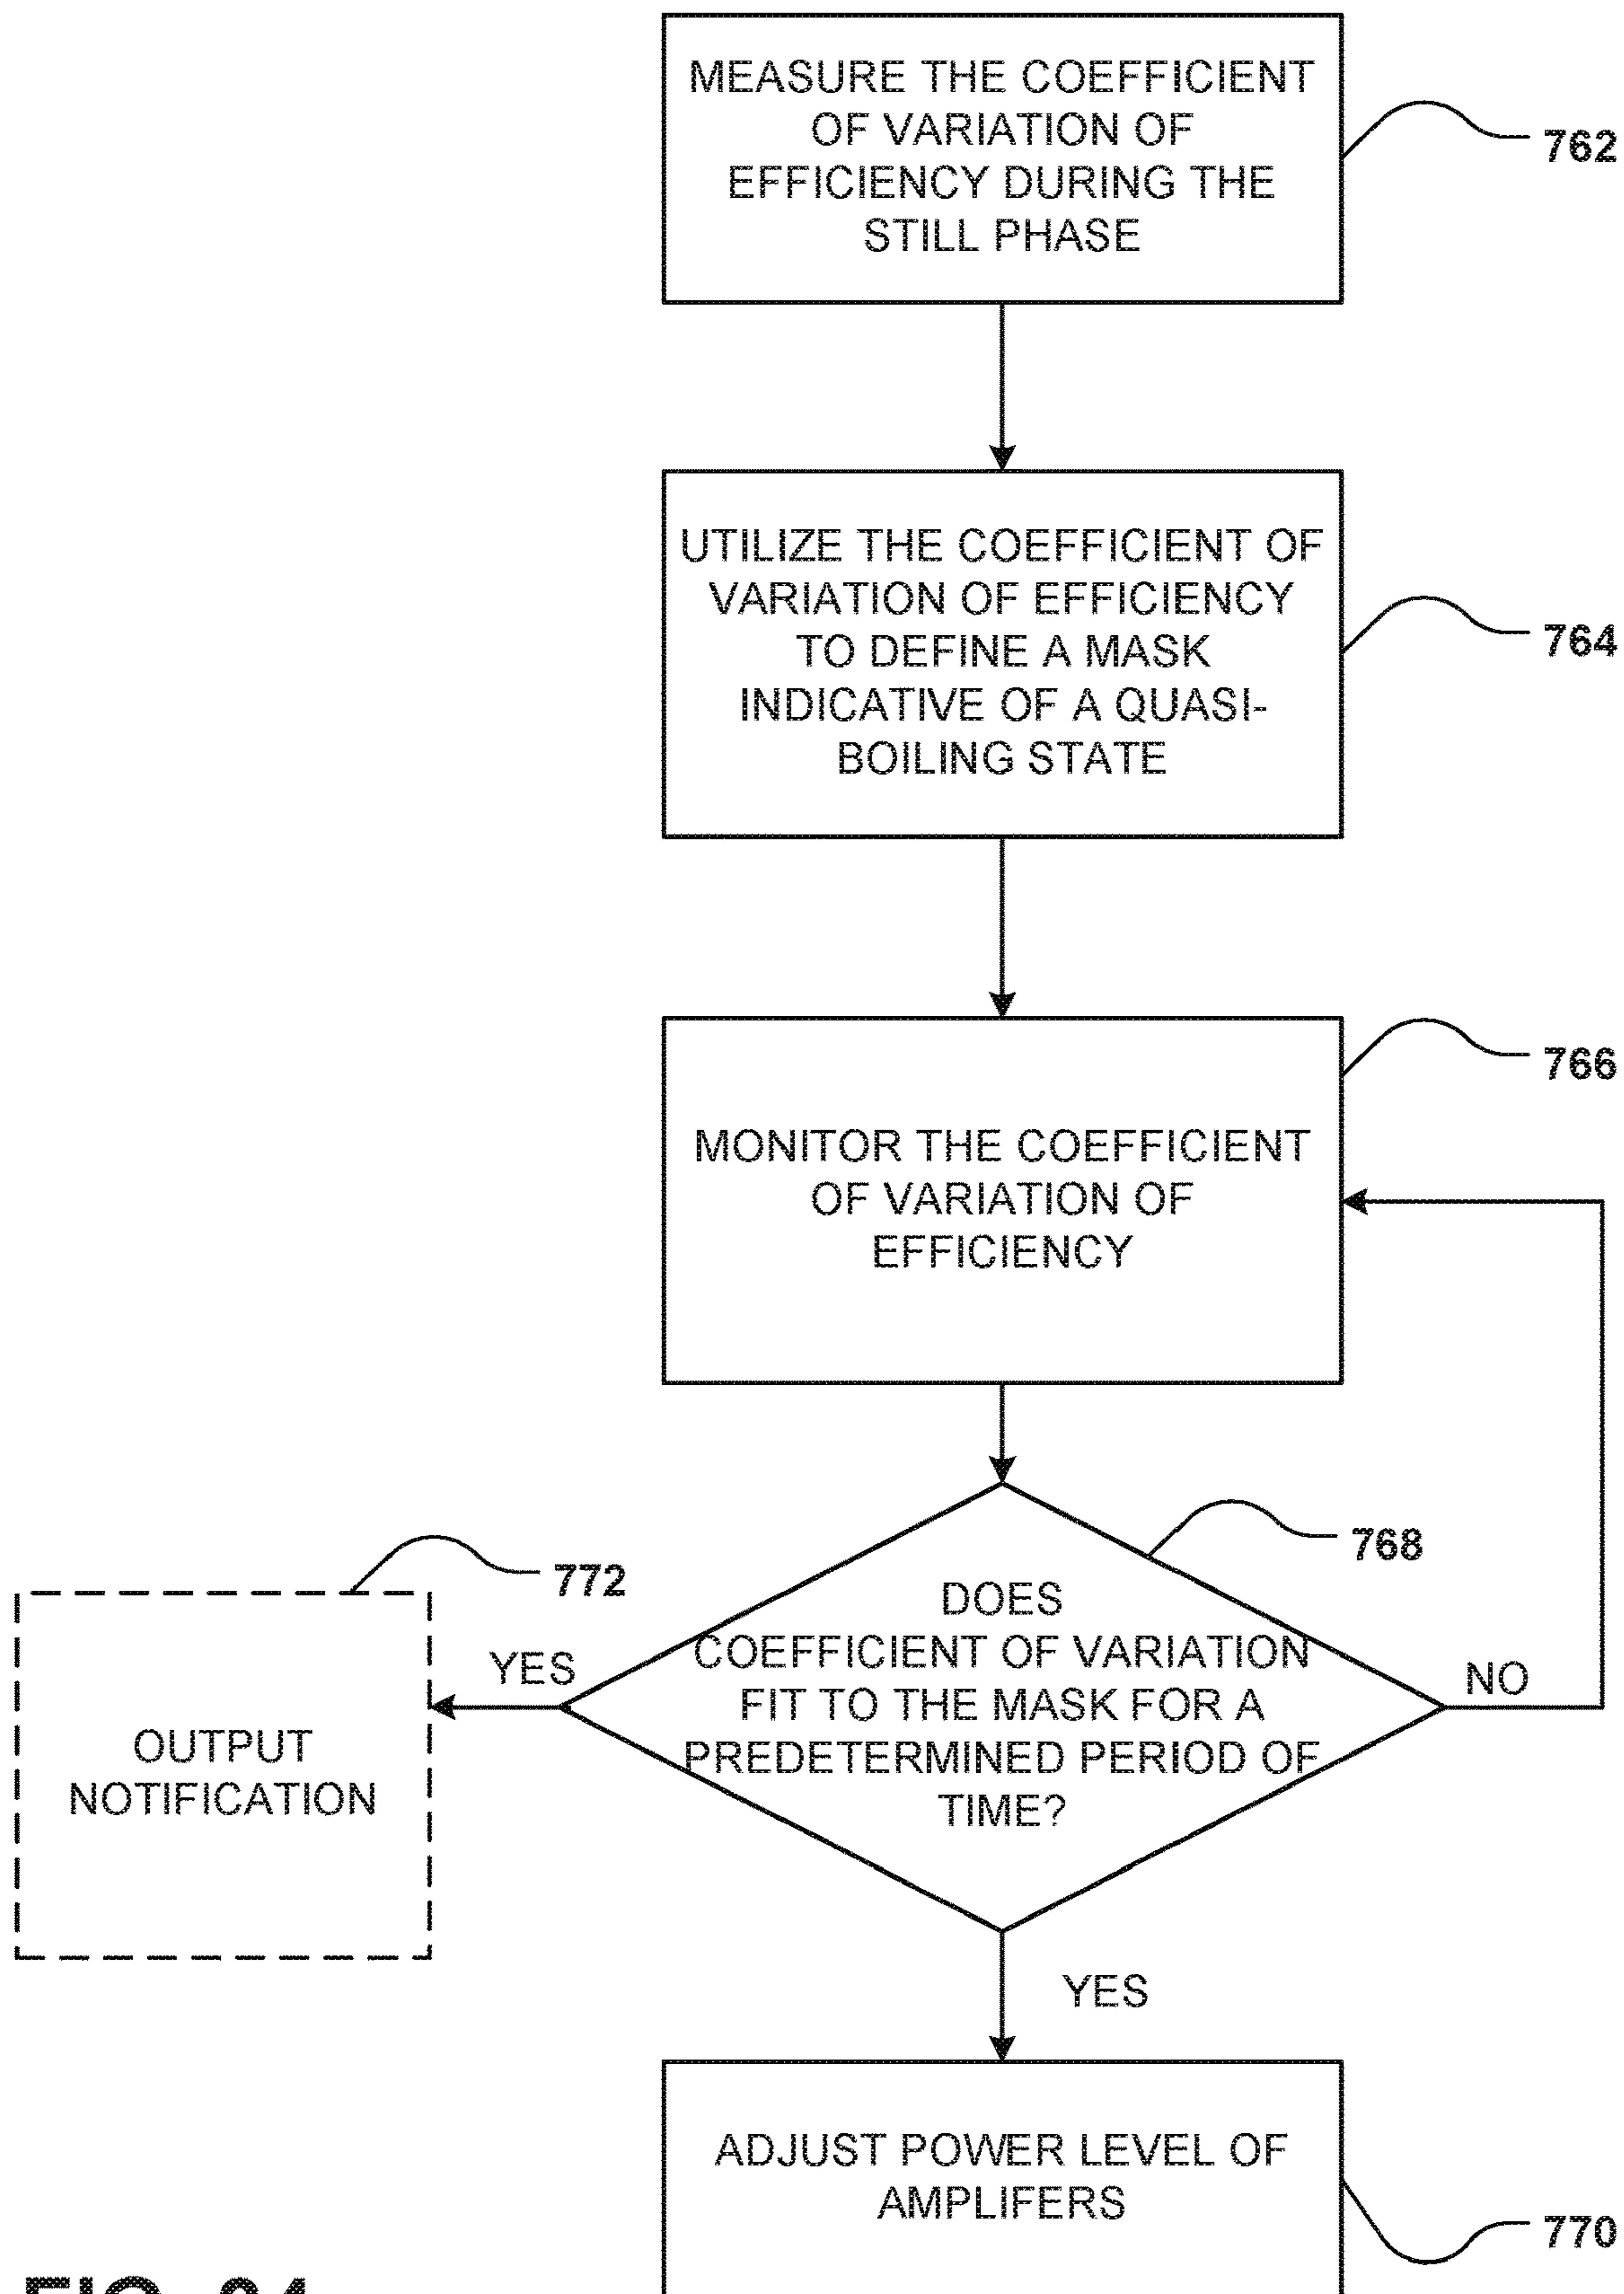 MEASURE THE COEFFICIENT
OF VARIATION OF
EFFICIENCY DURING THE
STILL PHASE
762
UTILIZE THE COEFFICIENT OF
VARIATION OF EFFICIENCY
TO DEFINE A MASK
INDICATIVE OF A QUASI-
BOILING STATE
764
766
MONITOR THE COEFFICIENT
OF VARIATION OF
EFFICIENCY
768
772
DOES
COEFFICIENT OF VARIATION
FIT TO THE MASK FOR A
PREDETERMINED PERIOD OF
TIME?
YES
NO
OUTPUT
NOTIFICATION
YES
ADJUST POWER LEVEL OF
AMPLIFERS
770